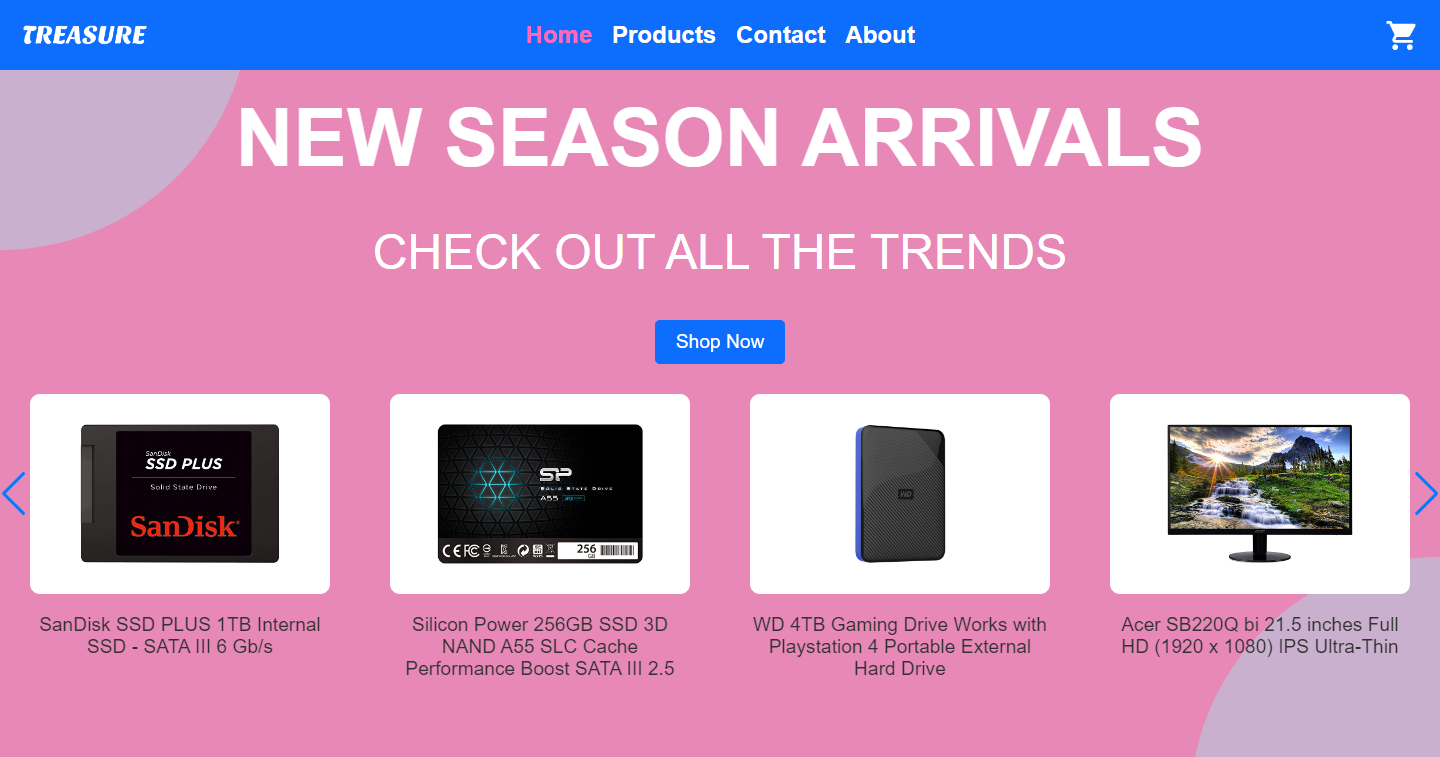 TREASURE
Home Products Contact About
NEW SEASON ARRIVALS
CHECK OUT ALL THE TRENDS
Shop Now
SanDisk
SSD PLUS
Solid State Drive
SanDisk
SP
SOLID STATE DRIVE
A55
256
GB
WD
SanDisk SSD PLUS 1TB Internal
SSD - SATA III 6 Gb/s
Silicon Power 256GB SSD 3D
NAND A55 SLC Cache
Performance Boost SATA III 2.5
WD 4TB Gaming Drive Works with
Playstation 4 Portable External
Hard Drive
Acer SB220Q bi 21.5 inches Full
HD (1920 x 1080) IPS Ultra-Thin